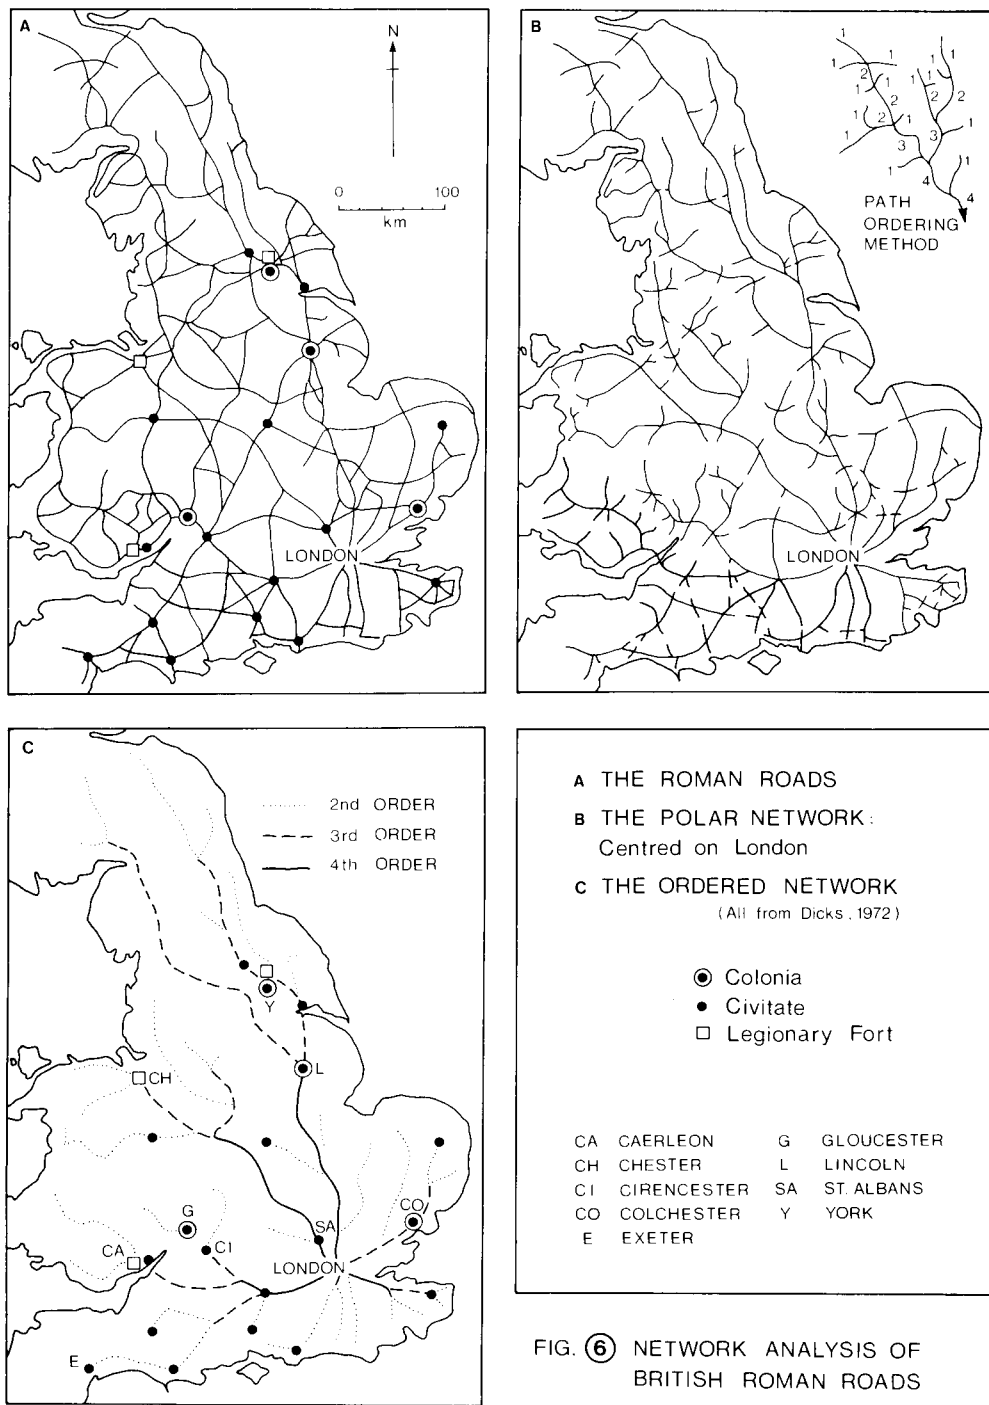 A
N
0 100
km
LONDON
B
1 1 1
1 1 1 1
2 2 2
1 1 2
1 2 1 1
1 3 3
1 1
4
4
PATH
ORDERING
METHOD
LONDON
C
2nd ORDER
3rd ORDER
4th ORDER
Y
L
CH
G
CO
SA
CA
CI
LONDON
E
A THE ROMAN ROADS
B THE POLAR NETWORK:
Centred on London
C THE ORDERED NETWORK
(All from Dicks, 1972)
Colonia
Civitate
Legionary Fort
CA CAERLEON G GLOUCESTER
CH CHESTER L LINCOLN
CI CIRENCESTER SA ST. ALBANS
CO COLCHESTER Y YORK
E EXETER
FIG. 6 NETWORK ANALYSIS OF
BRITISH ROMAN ROADS